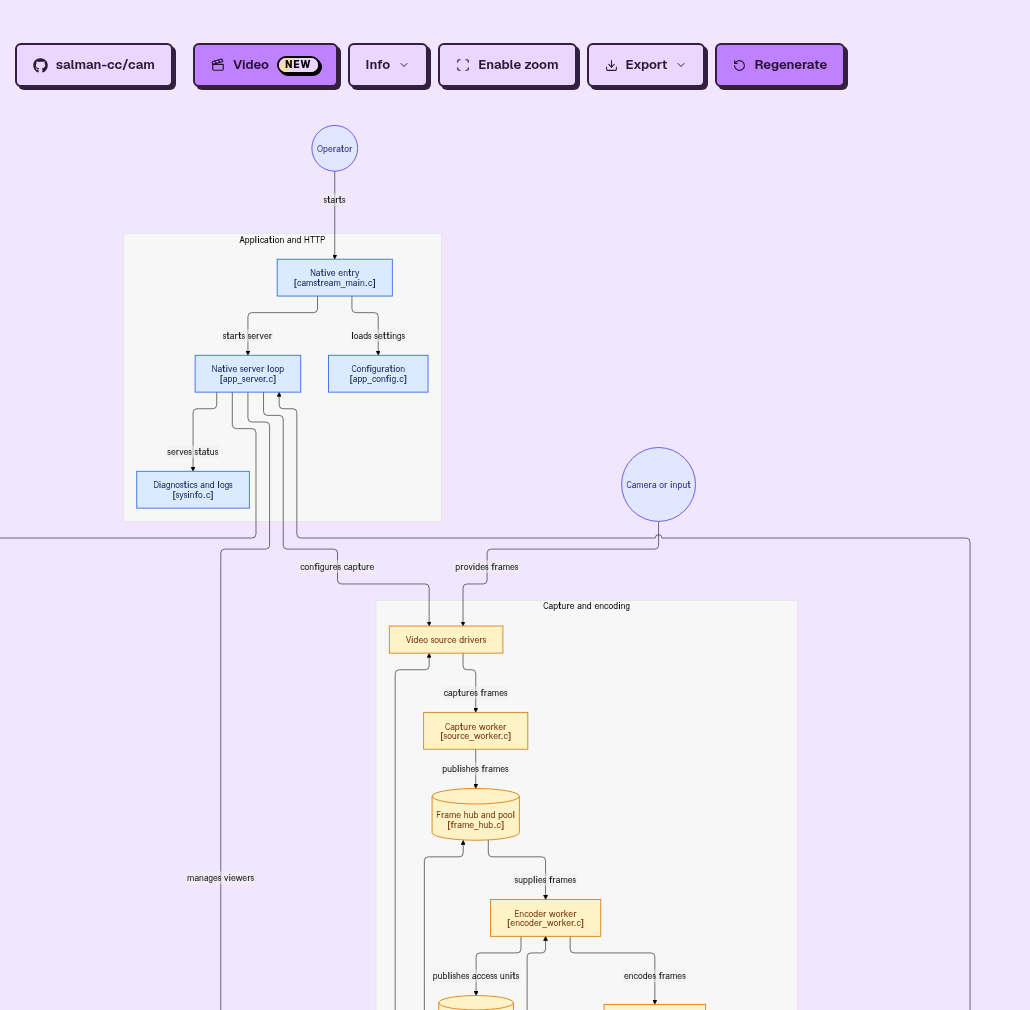 salman-cc/cam
Video NEW
Info
Enable zoom
Export
Regenerate
Operator
starts
Application and HTTP
Native entry
[camstream_main.c]
starts server
loads settings
Native server loop
[app_server.c]
Configuration
[app_config.c]
serves status
Diagnostics and logs
[sysinfo.c]
Camera or input
configures capture
provides frames
Capture and encoding
Video source drivers
captures frames
Capture worker
[source_worker.c]
publishes frames
Frame hub and pool
[frame_hub.c]
manages viewers
supplies frames
Encoder worker
[encoder_worker.c]
publishes access units
encodes frames